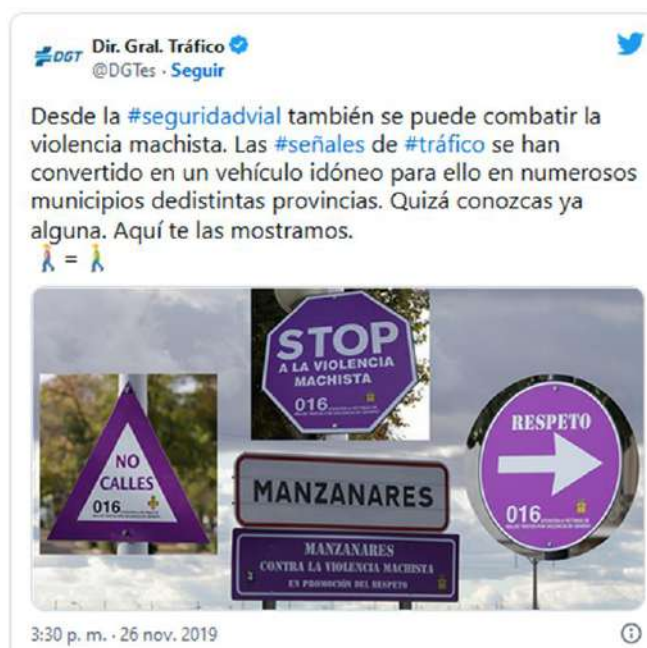 DGT Dir. Gral. Tráfico
@DGTes · Seguir
Desde la #seguridadvial también se puede combatir la
violencia machista. Las #señales de #tráfico se han
convertido en un vehículo idóneo para ello en numerosos
municipios dedistintas provincias. Quizá conozcas ya
alguna. Aquí te las mostramos.
=
STOP
A LA VIOLENCIA
MACHISTA
016
NO
CALLES
016
RESPETO
016
MANZANARES
MANZANARES
CONTRA LA VIOLENCIA MACHISTA
EN PROMOCIÓN DEL RESPETO
3:30 p. m. · 26 nov. 2019